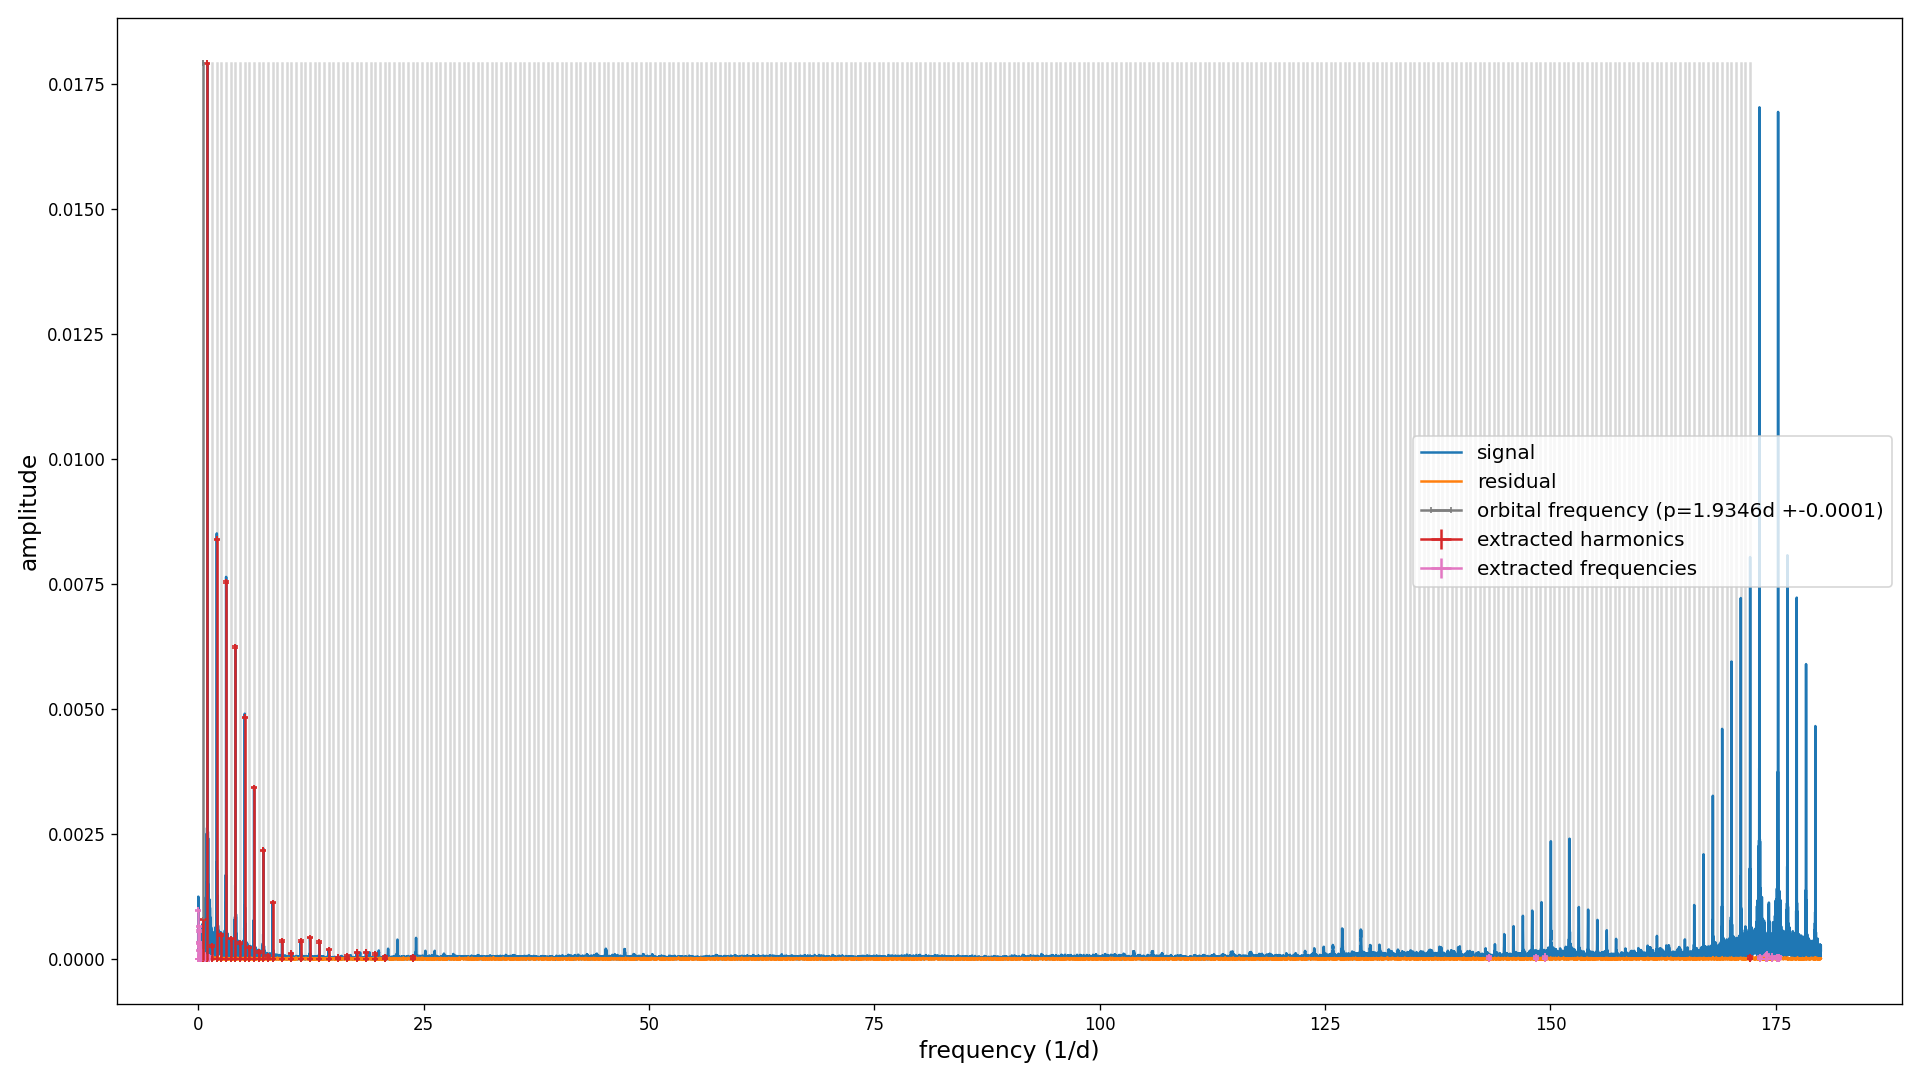 0.0175
0.0150
0.0125
0.0100
0.0075
0.0050
0.0025
0.0000
amplitude
signal
residual
orbital frequency (p=1.9346d +-0.0001)
extracted harmonics
extracted frequencies
0 25 50 75 100 125 150 175
frequency (1/d)